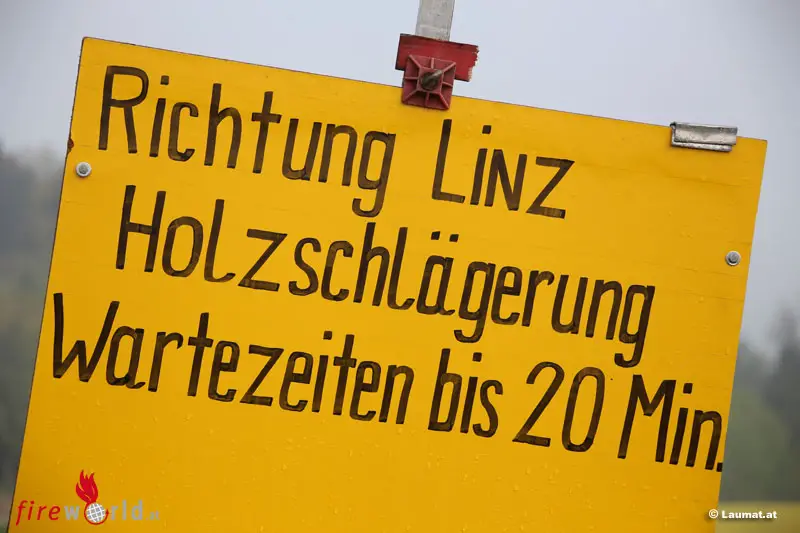 Richtung Linz
Holzschlägerung
Wartezeiten bis 20 Min.
fireworld.at
© Laumat.at